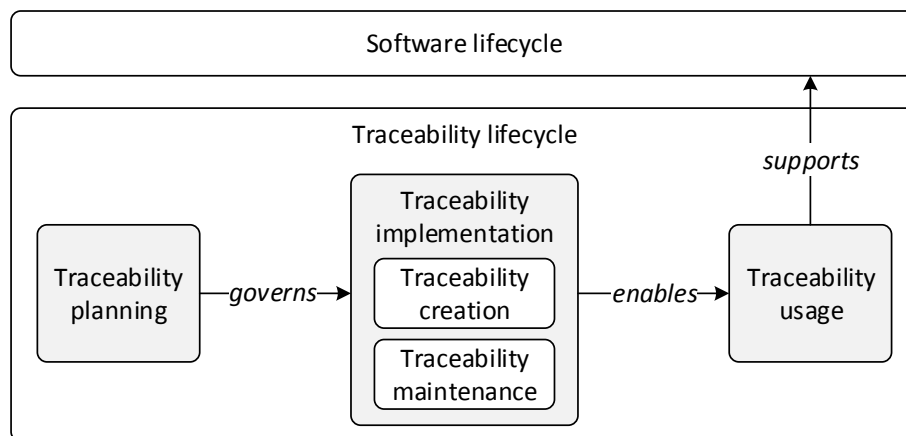 Software lifecycle
Traceability lifecycle
supports
Traceability
implementation
Traceability
planning
governs
Traceability
creation
enables
Traceability
usage
Traceability
maintenance